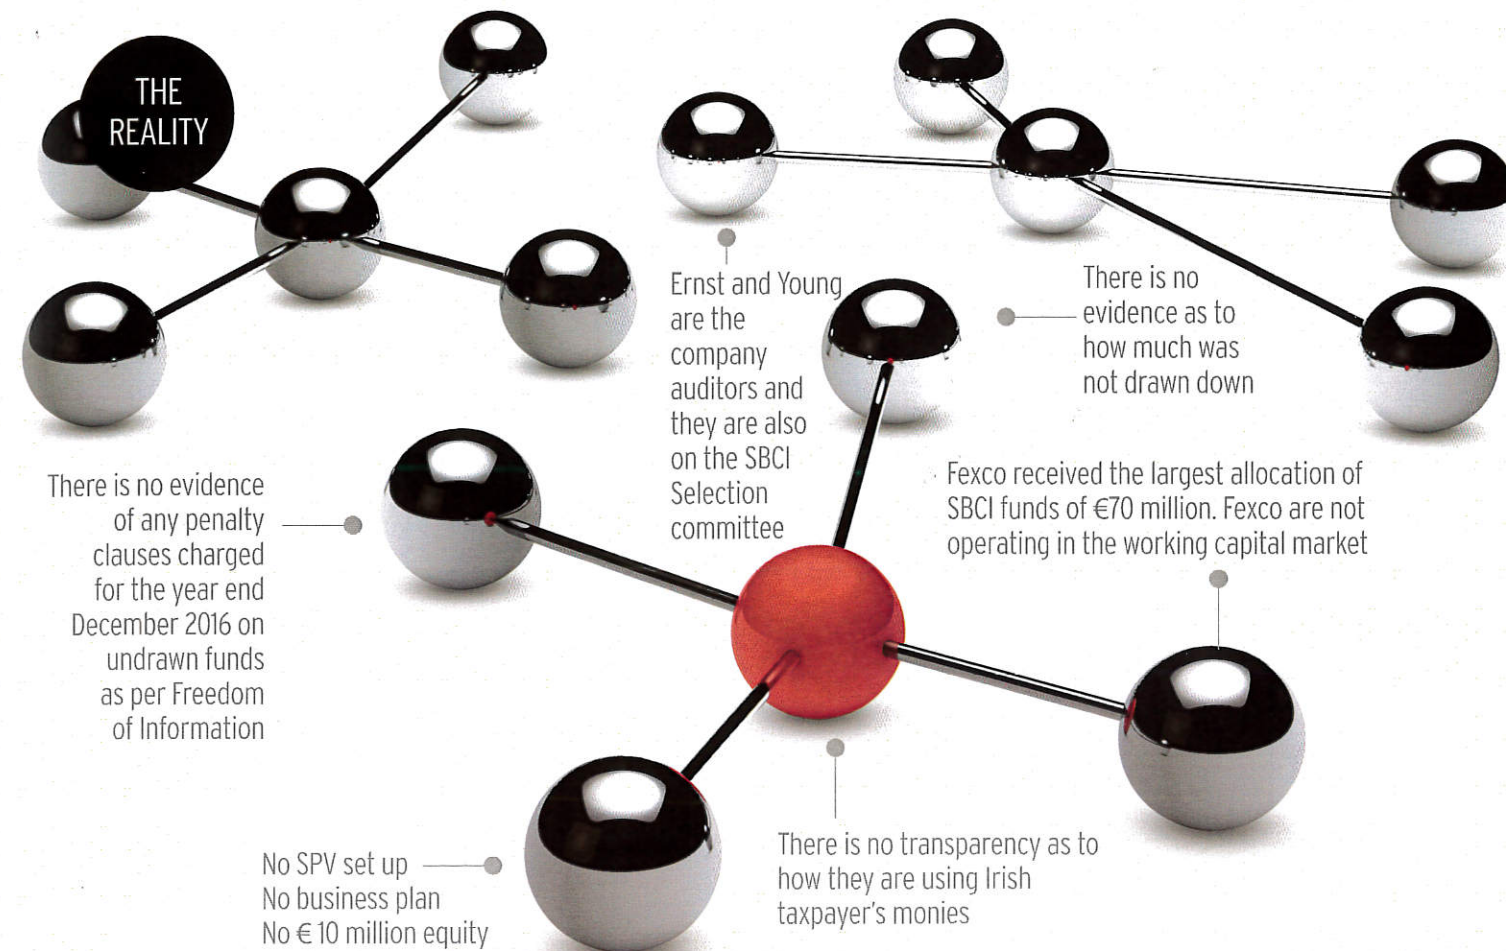 THE
REALITY
Ernst and Young
are the
company
auditors and
they are also
on the SBCI
Selection
committee
There is no
evidence as to
how much was
not drawn down
There is no evidence
of any penalty
clauses charged
for the year end
December 2016 on
undrawn funds
as per Freedom
of Information
Fexco received the largest allocation of
SBCI funds of €70 million. Fexco are not
operating in the working capital market
No SPV set up
No business plan
No € 10 million equity
There is no transparency as to
how they are using Irish
taxpayer's monies